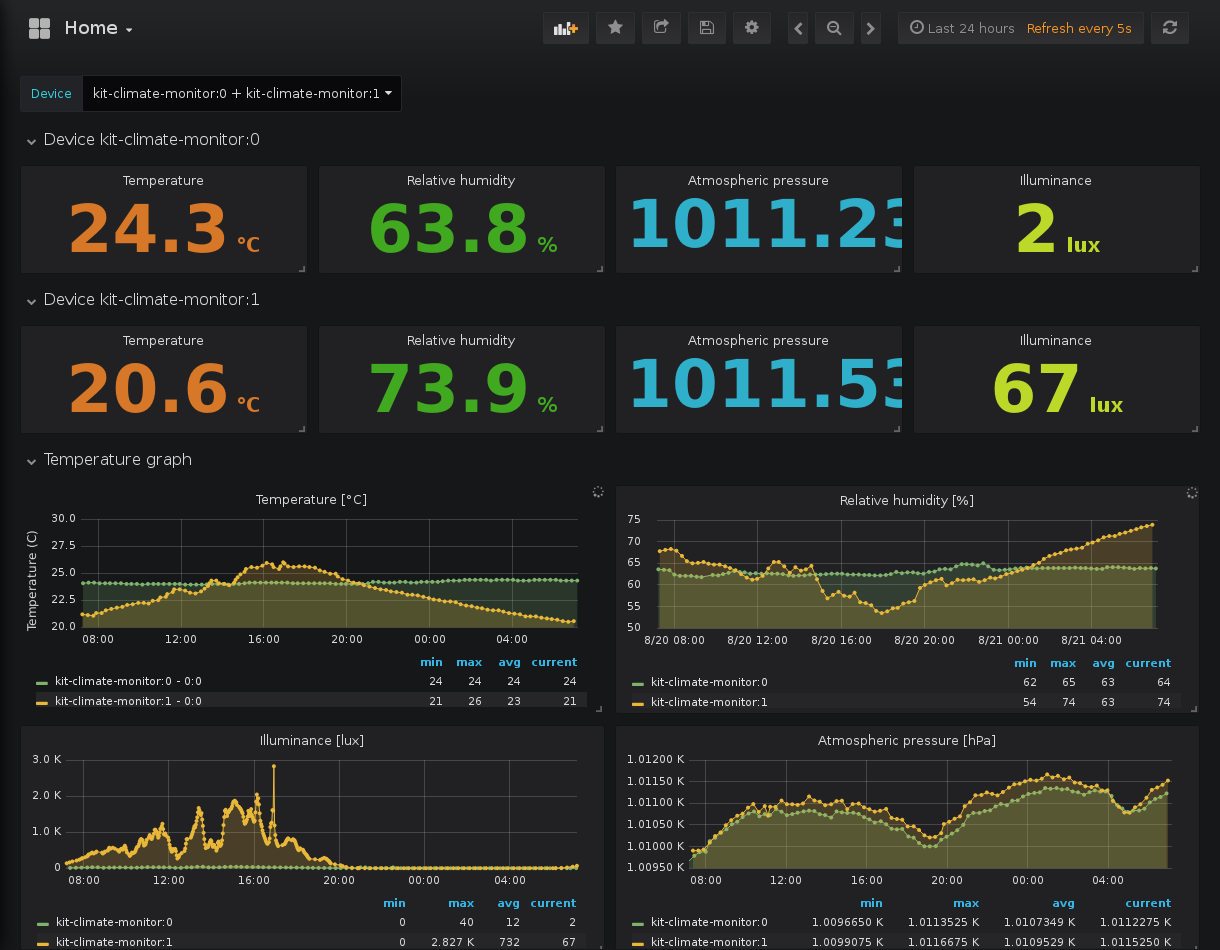 Home
Last 24 hours Refresh every 5s
Device kit-climate-monitor:0 + kit-climate-monitor:1
Device kit-climate-monitor:0
Temperature Relative humidity Atmospheric pressure Illuminance
24.3 °C 63.8 % 1011.23 2 lux
Device kit-climate-monitor:1
Temperature Relative humidity Atmospheric pressure Illuminance
20.6 °C 73.9 % 1011.53 67 lux
Temperature graph
Temperature [°C]
Temperature (C)
30.0
27.5
25.0
22.5
20.0
08:00 12:00 16:00 20:00 00:00 04:00
min max avg current
kit-climate-monitor:0 - 0:0 24 24 24 24
kit-climate-monitor:1 - 0:0 21 26 23 21
Relative humidity [%]
75
70
65
60
55
50
8/20 08:00 8/20 12:00 8/20 16:00 8/20 20:00 8/21 00:00 8/21 04:00
min max avg current
kit-climate-monitor:0 62 65 63 64
kit-climate-monitor:1 54 74 63 74
Illuminance [lux]
3.0 K
2.0 K
1.0 K
0
08:00 12:00 16:00 20:00 00:00 04:00
min max avg current
kit-climate-monitor:0 0 40 12 2
kit-climate-monitor:1 0 2.827 K 732 67
Atmospheric pressure [hPa]
1.01200 K
1.01150 K
1.01100 K
1.01050 K
1.01000 K
1.00950 K
08:00 12:00 16:00 20:00 00:00 04:00
min max avg current
kit-climate-monitor:0 1.0096650 K 1.0113525 K 1.0107349 K 1.0112275 K
kit-climate-monitor:1 1.0099075 K 1.0116675 K 1.0109529 K 1.0115250 K